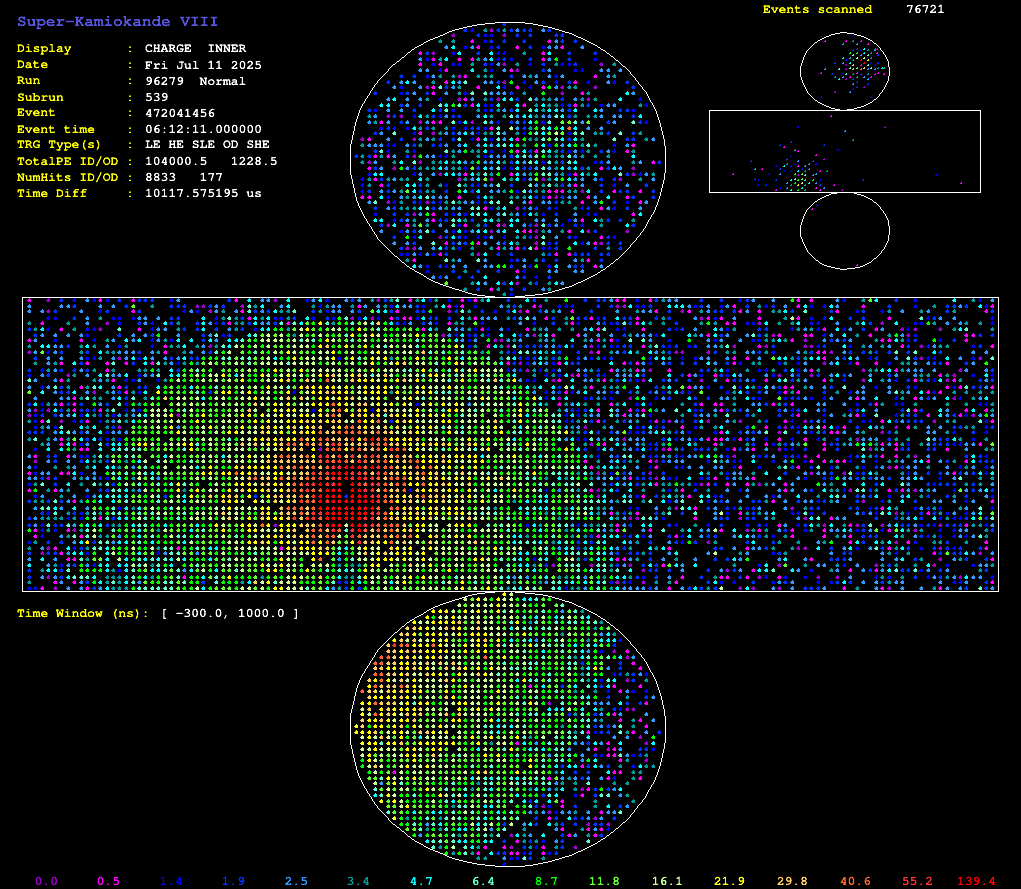 Super-Kamiokande VIII
Events scanned 76721
Display : CHARGE INNER
Date : Fri Jul 11 2025
Run : 96279 Normal
Subrun : 539
Event : 472041456
Event time : 06:12:11.000000
TRG Type(s) : LE HE SLE OD SHE
TotalPE ID/OD : 104000.5 1228.5
NumHits ID/OD : 8833 177
Time Diff : 10117.575195 us
Time Window (ns): [ -300.0, 1000.0 ]
0.0 0.5 1.4 1.9 2.5 3.4 4.7 6.4 8.7 11.8 16.1 21.9 29.8 40.6 55.2 139.4